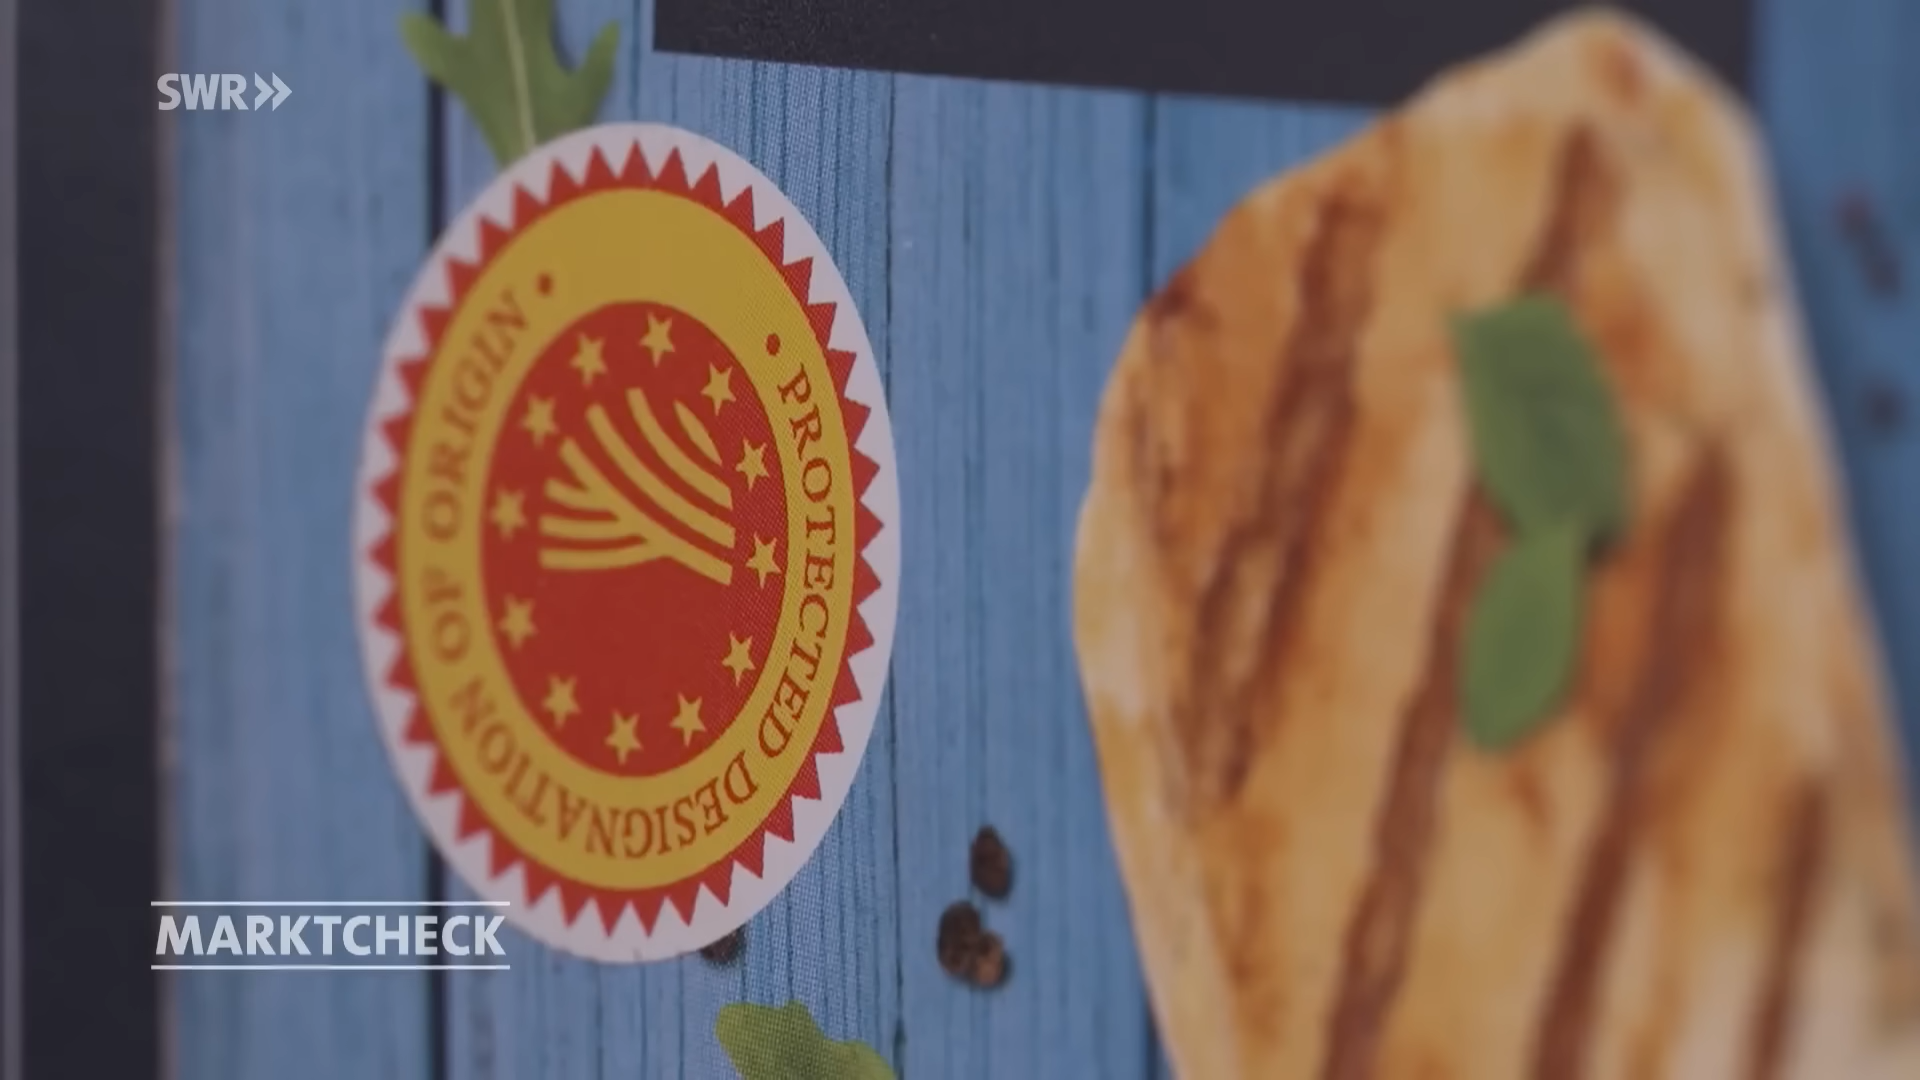 SWR
• PROTECTED DESIGNATION OF ORIGIN •
MARKTCHECK